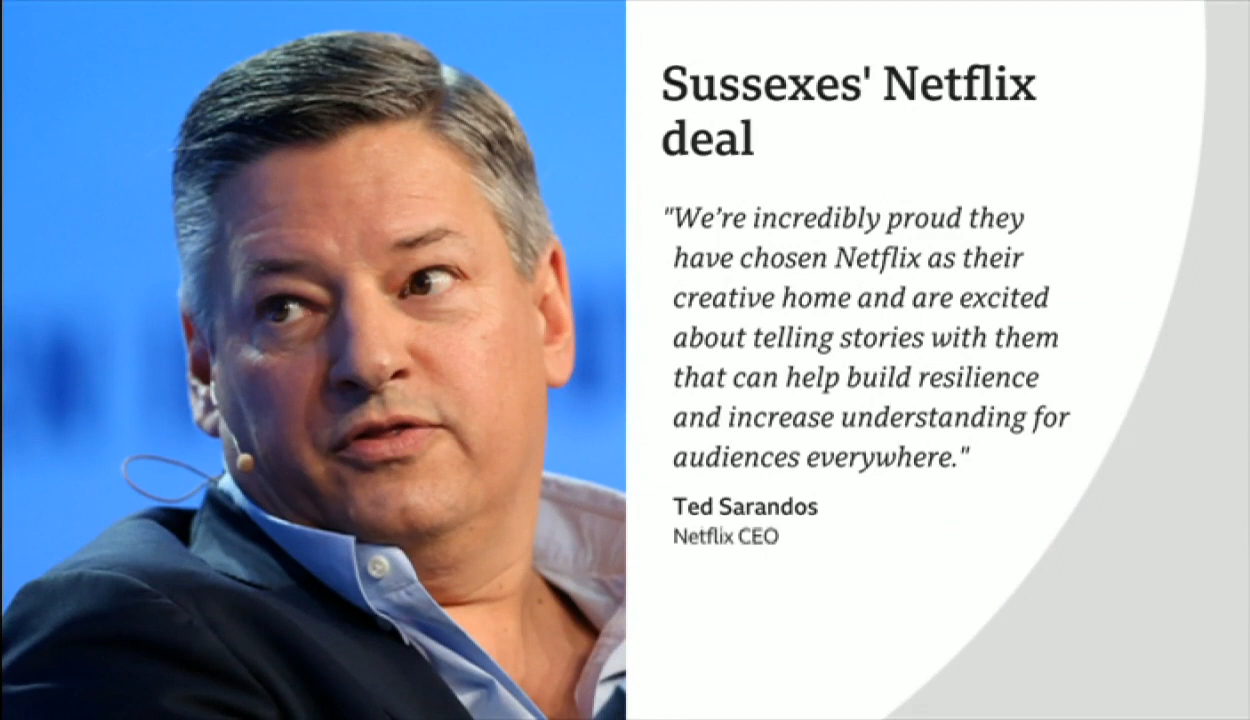 Sussexes' Netflix
deal
"We’re incredibly proud they
have chosen Netflix as their
creative home and are excited
about telling stories with them
that can help build resilience
and increase understanding for
audiences everywhere."
Ted Sarandos
Netflix CEO